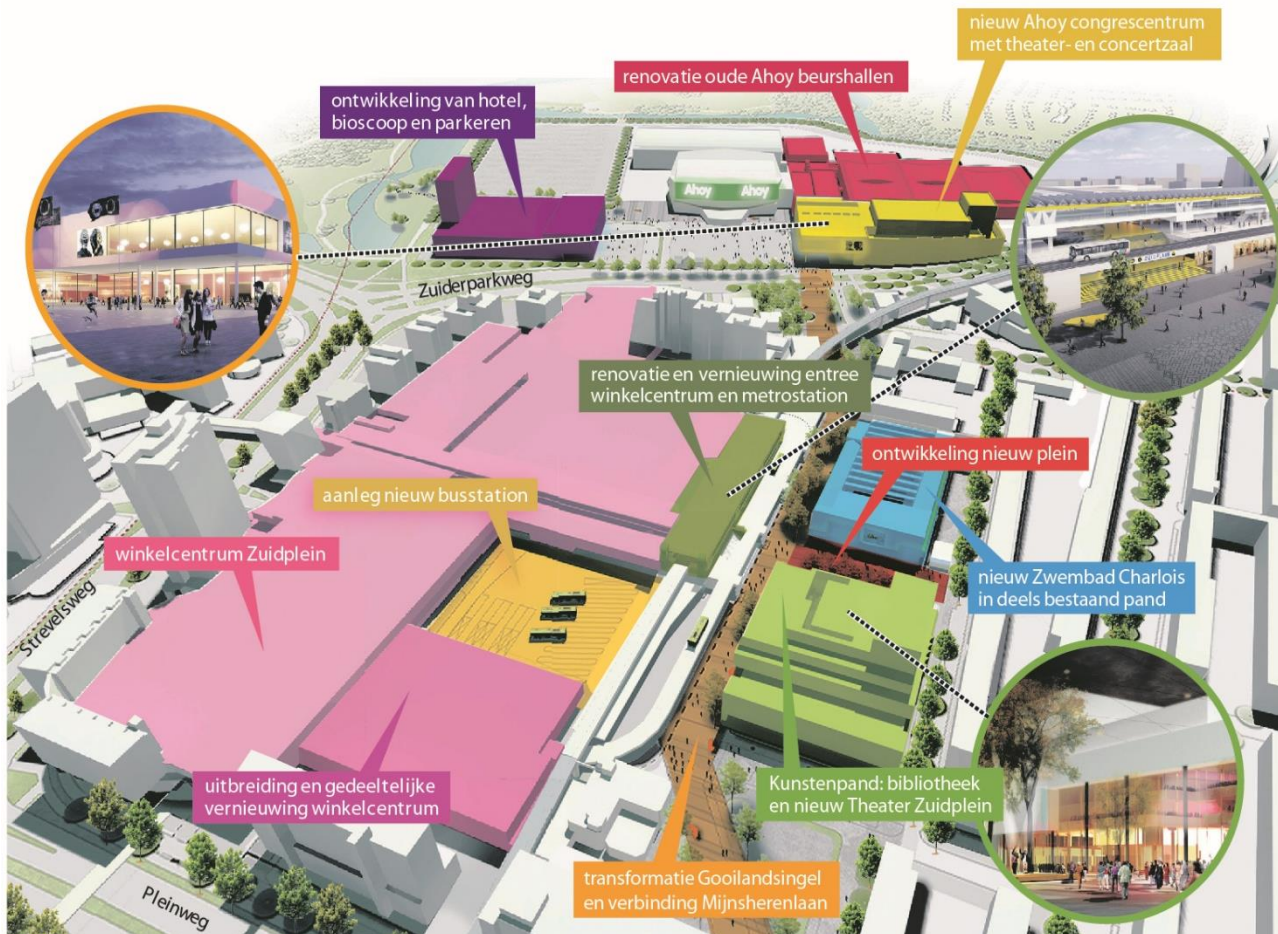 nieuw Ahoy congrescentrum
met theater- en concertzaal
renovatie oude Ahoy beurshallen
ontwikkeling van hotel,
bioscoop en parkeren
Ahoy Ahoy
Zuiderparkweg
renovatie en vernieuwing entree
winkelcentrum en metrostation
ontwikkeling nieuw plein
aanleg nieuw busstation
winkelcentrum Zuidplein
nieuw Zwembad Charlois
in deels bestaand pand
Strevelsweg
uitbreiding en gedeeltelijke
vernieuwing winkelcentrum
Kunstenpand: bibliotheek
en nieuw Theater Zuidplein
transformatie Gooilandsingel
en verbinding Mijnsherenlaan
Pleinweg